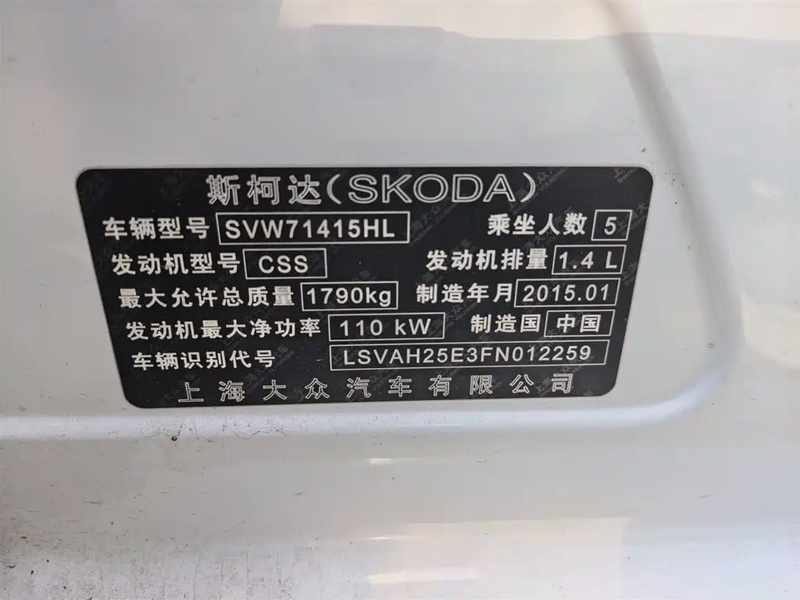 斯柯达(SKODA)
车辆型号 SVW71415HL 乘坐人数 5
发动机型号 CSS 发动机排量 1.4 L
最大允许总质量 1790kg 制造年月 2015.01
发动机最大净功率 110 kW 制造国 中国
车辆识别代号 LSVAH25E3FN012259
上海大众汽车有限公司